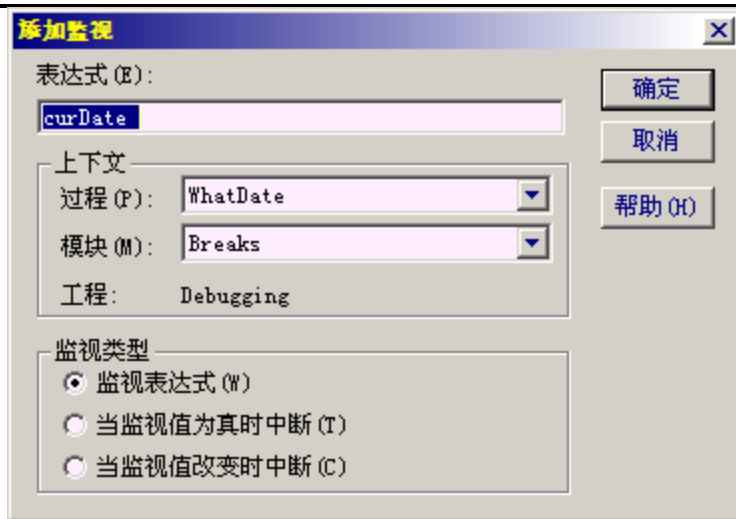 添加监视
表达式(E):
curDate
确定
取消
帮助(H)
上下文
过程(P): WhatDate
模块(M): Breaks
工程: Debugging
监视类型
监视表达式(W)
当监视值为真时中断(T)
当监视值改变时中断(C)